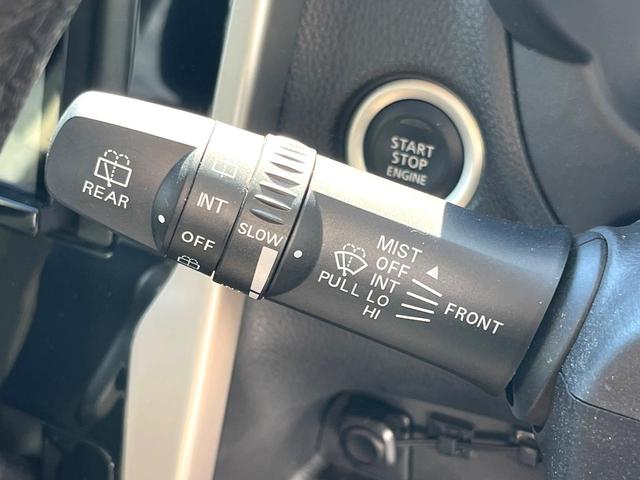 REAR
INT
OFF
SLOW
MIST
OFF
INT
PULL LO
HI
FRONT
START
STOP
ENGINE